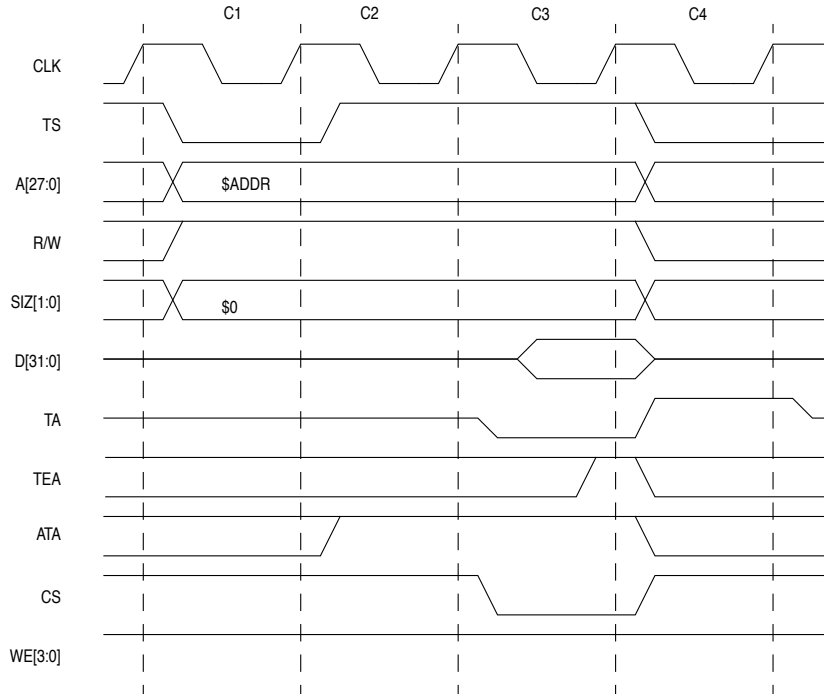 C1 C2 C3 C4
CLK
TS
A[27:0] $ADDR
R/W
SIZ[1:0] $0
D[31:0]
TA
TEA
ATA
CS
WE[3:0]